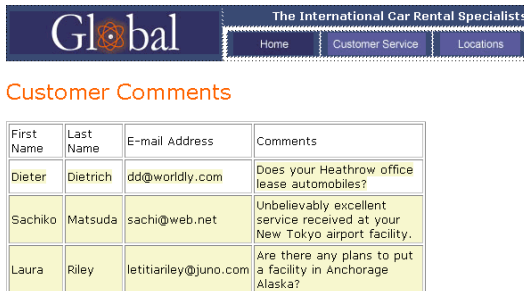 Global
The International Car Rental Specialists
Home Customer Service Locations
Customer Comments
First Name Last Name E-mail Address Comments
Dieter Dietrich dd@worldly.com Does your Heathrow office
lease automobiles?
Sachiko Matsuda sachi@web.net Unbelievably excellent
service received at your
New Tokyo airport facility.
Laura Riley letitiariley@juno.com Are there any plans to put
a facility in Anchorage
Alaska?